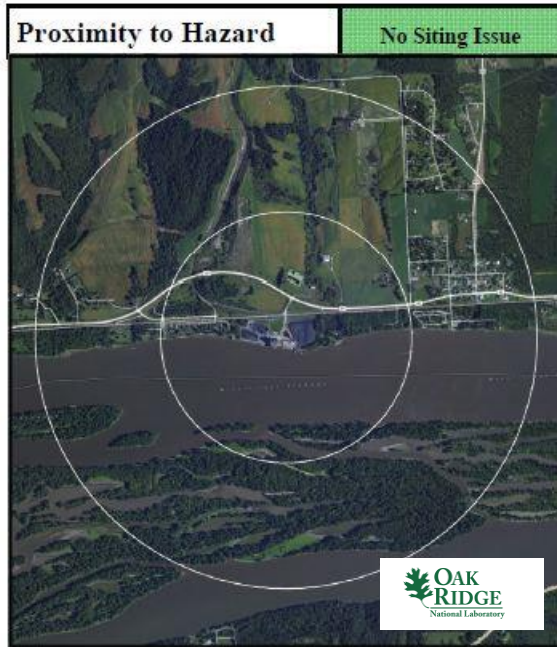 Proximity to Hazard
No Siting Issue
OAK
RIDGE
National Laboratory